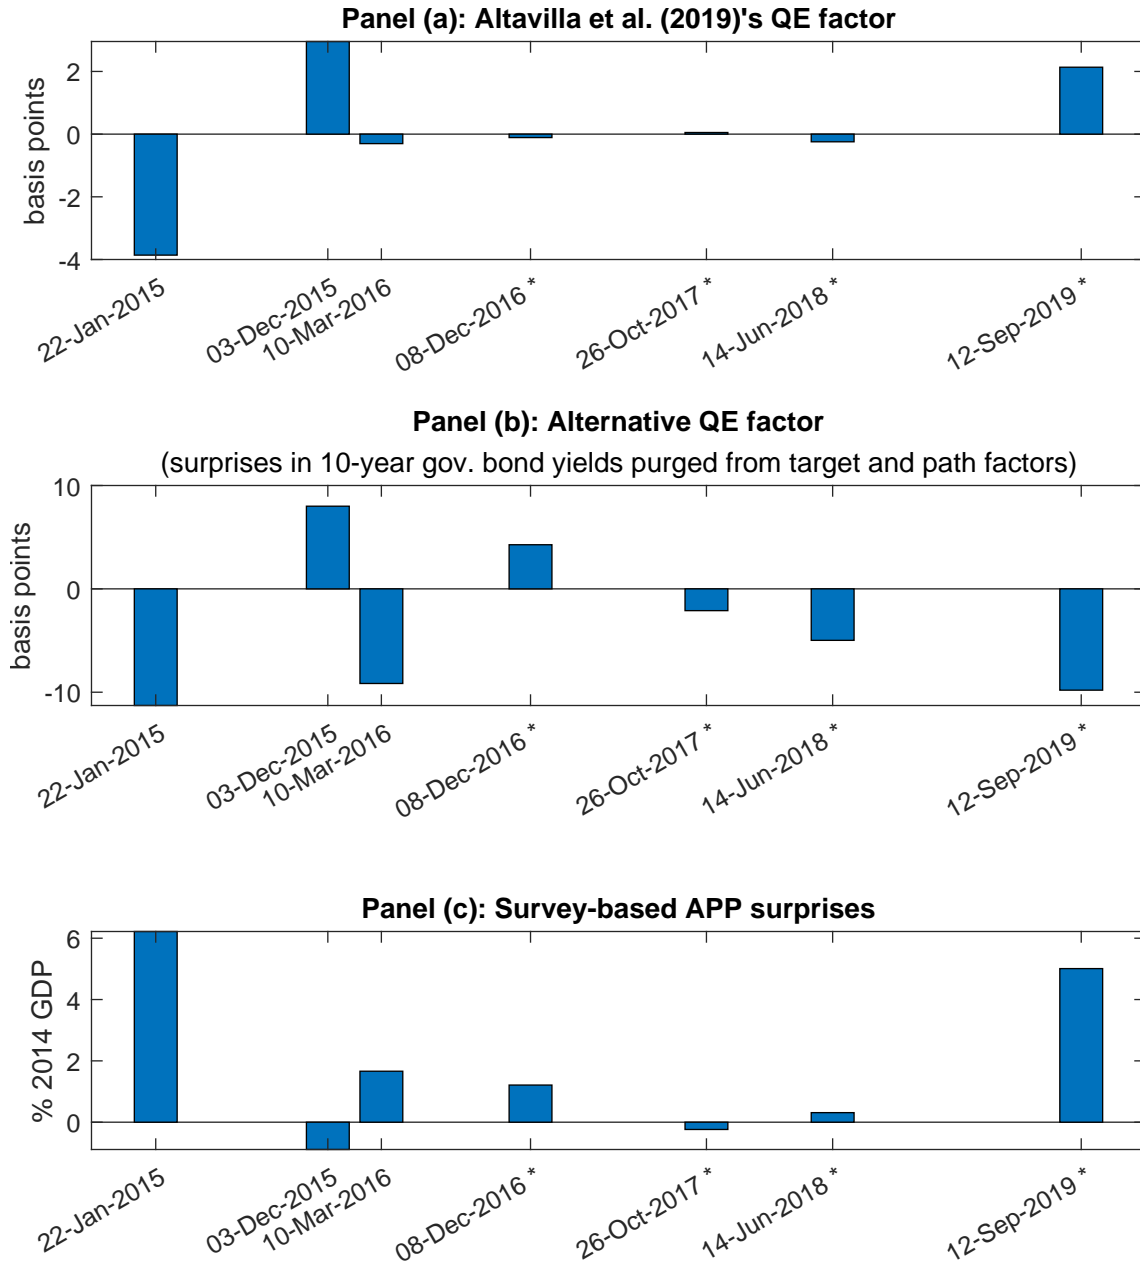 Panel (a): Altavilla et al. (2019)'s QE factor
basis points
2
0
-2
-4
22-Jan-2015
03-Dec-2015
10-Mar-2016
08-Dec-2016 *
26-Oct-2017 *
14-Jun-2018 *
12-Sep-2019 *
Panel (b): Alternative QE factor
(surprises in 10-year gov. bond yields purged from target and path factors)
basis points
10
0
-10
22-Jan-2015
03-Dec-2015
10-Mar-2016
08-Dec-2016 *
26-Oct-2017 *
14-Jun-2018 *
12-Sep-2019 *
Panel (c): Survey-based APP surprises
% 2014 GDP
6
4
2
0
22-Jan-2015
03-Dec-2015
10-Mar-2016
08-Dec-2016 *
26-Oct-2017 *
14-Jun-2018 *
12-Sep-2019 *